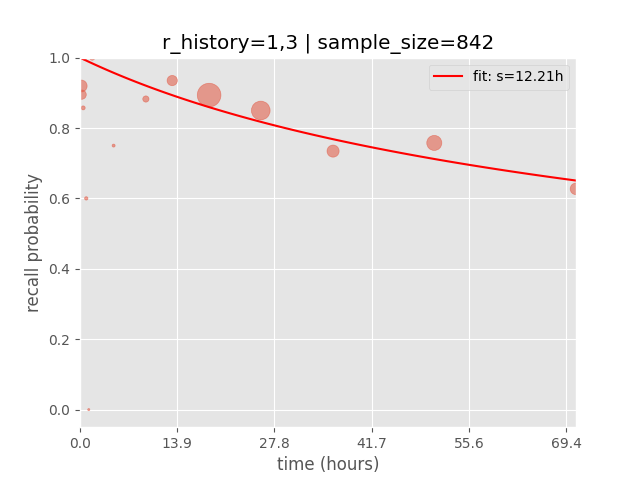 r_history=1,3 | sample_size=842
fit: s=12.21h
recall probability
1.0
0.8
0.6
0.4
0.2
0.0
0.0 13.9 27.8 41.7 55.6 69.4
time (hours)